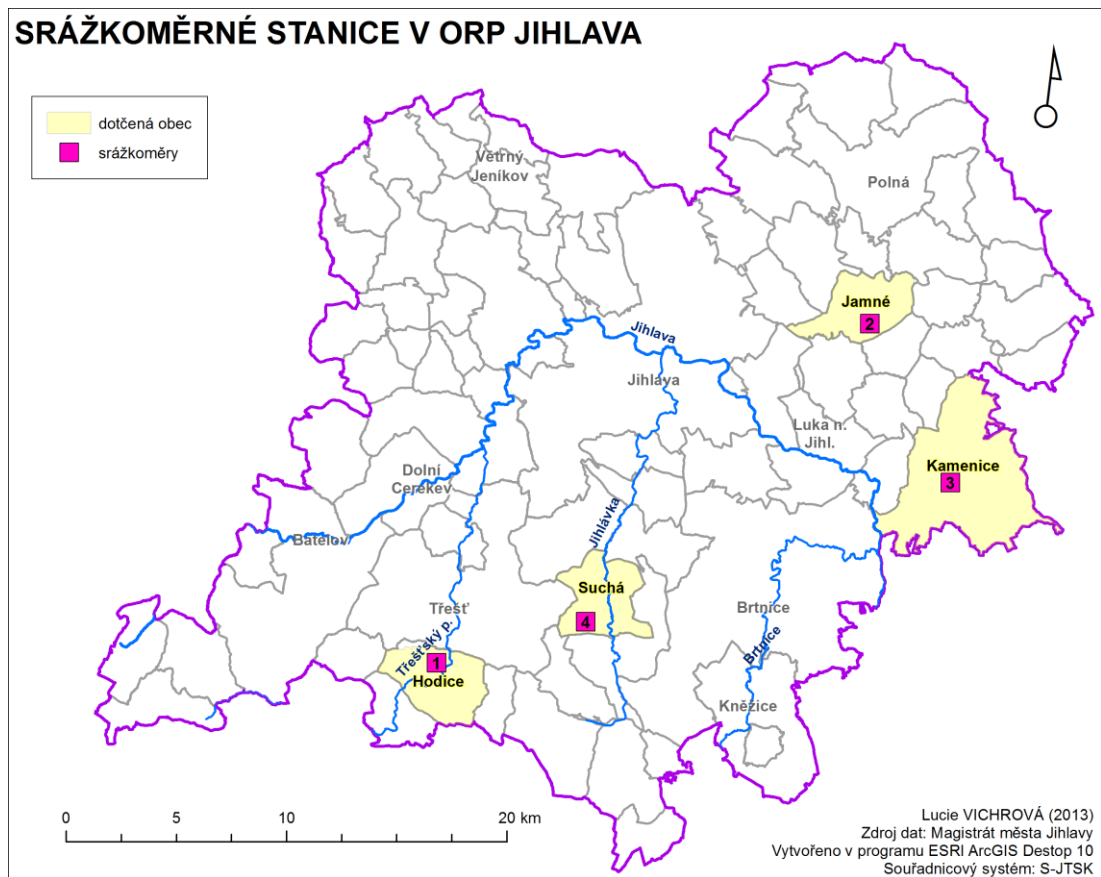 SRÁŽKOMĚRNÉ STANICE V ORP JIHLAVA
dotčená obec
srážkoměry
Větrný
Jeníkov
Polná
Jamné
2
Jihlava
Jihlava
Luka n.
Jihl.
Kamenice
3
Dolní
Cerekev
Jihlávka
Batelov
Suchá
4
Třešť
Třešťský p.
1
Hodice
Brtnice
Brtnice
Kněžice
0 5 10 20 km
Lucie VICHROVÁ (2013)
Zdroj dat: Magistrát města Jihlavy
Vytvořeno v programu ESRI ArcGIS Destop 10
Souřadnicový systém: S-JTSK